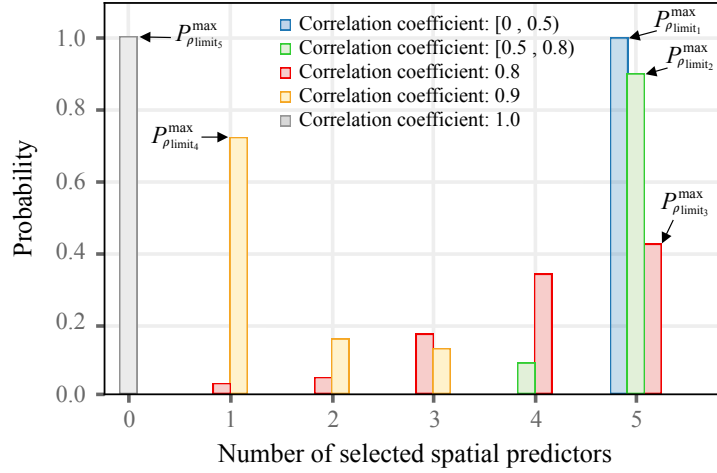 Probability
1.0
0.8
0.6
0.4
0.2
0.0
P^max_ρlimit₅
P^max_ρlimit₄
Correlation coefficient: [0 , 0.5)
Correlation coefficient: [0.5 , 0.8)
Correlation coefficient: 0.8
Correlation coefficient: 0.9
Correlation coefficient: 1.0
P^max_ρlimit₁
P^max_ρlimit₂
P^max_ρlimit₃
0 1 2 3 4 5
Number of selected spatial predictors